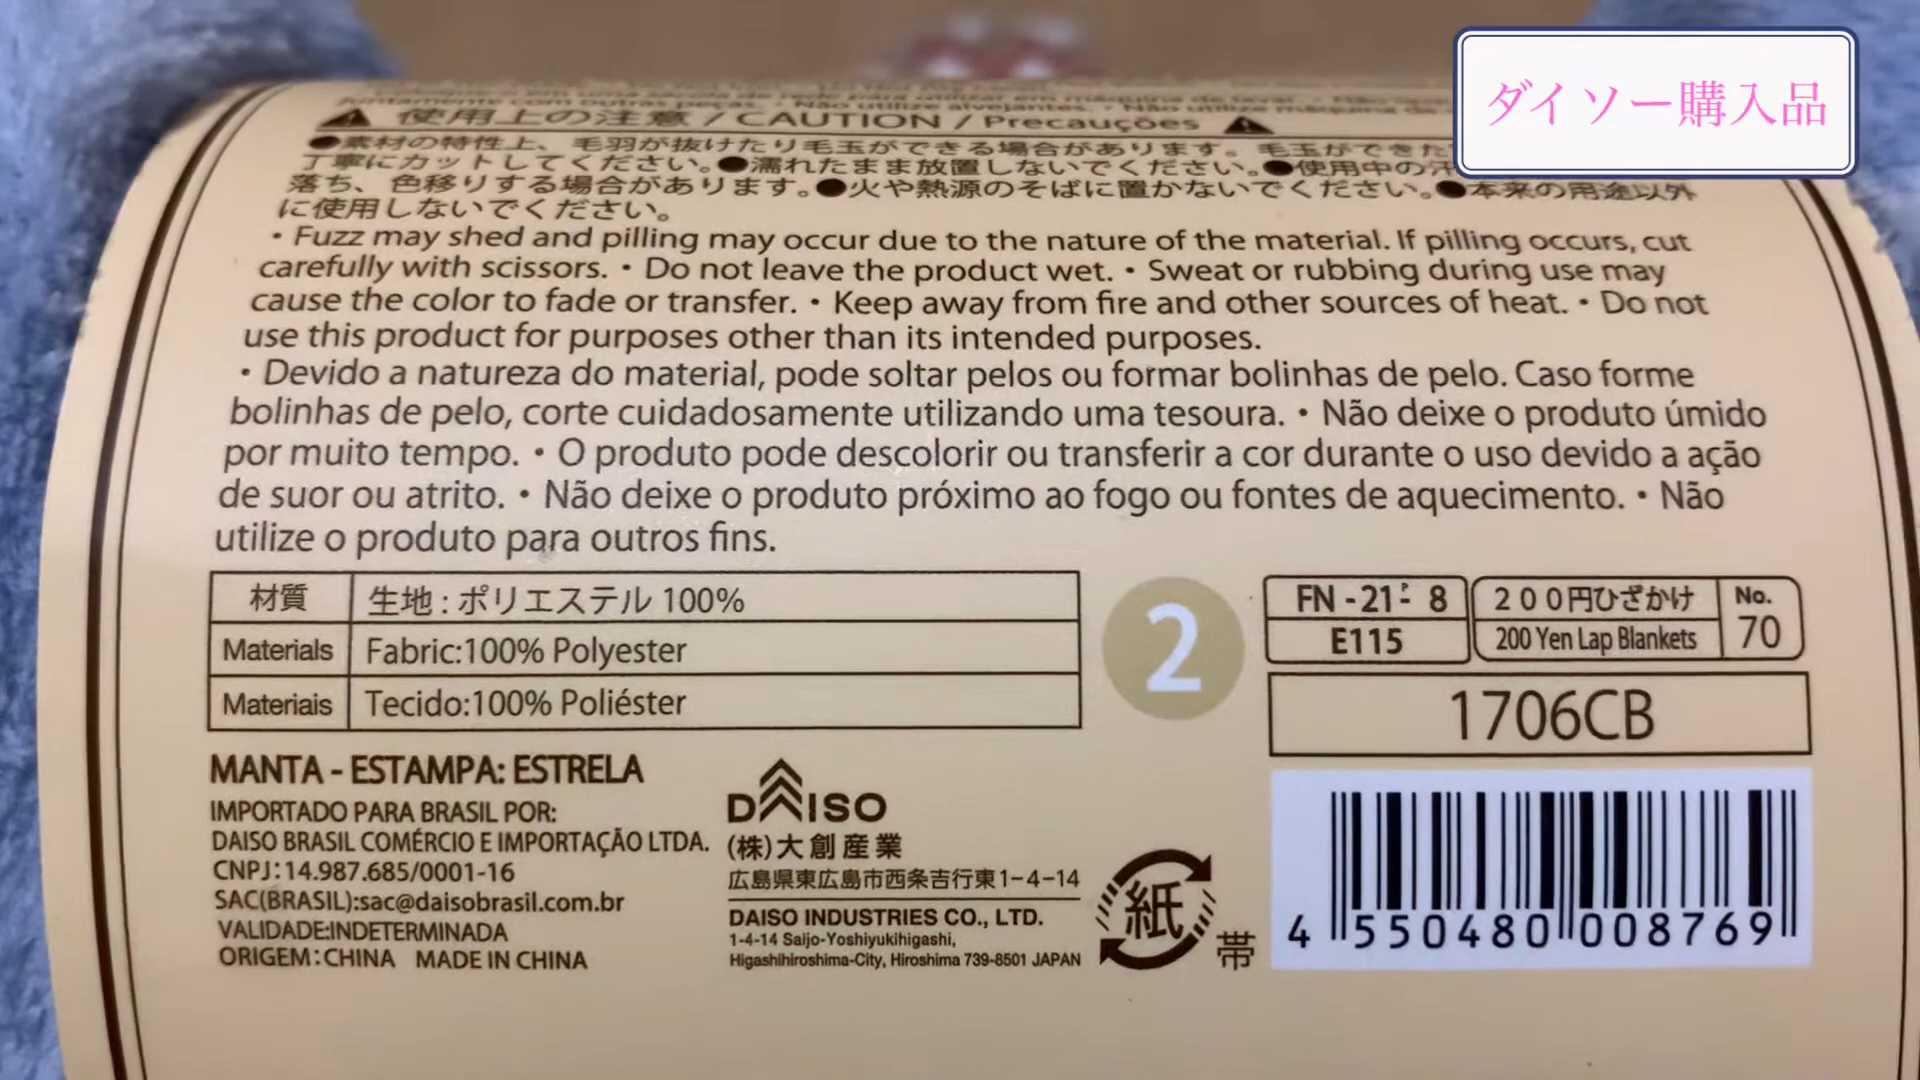 ダイソー購入品
juntamente com outras peças. • Não utilize alvejantes. • Não utilize
使用上の注意 / CAUTION / Precauções
●素材の特性上、毛羽が抜けたり毛玉ができる場合があります。毛玉ができた
丁寧にカットしてください。●濡れたまま放置しないでください。●使用中の汗
落ち、色移りする場合があります。●火や熱源のそばに置かないでください。●本来の用途以外
に使用しないでください。
• Fuzz may shed and pilling may occur due to the nature of the material. If pilling occurs, cut
carefully with scissors. • Do not leave the product wet. • Sweat or rubbing during use may
cause the color to fade or transfer. • Keep away from fire and other sources of heat. • Do not
use this product for purposes other than its intended purposes.
• Devido a natureza do material, pode soltar pelos ou formar bolinhas de pelo. Caso forme
bolinhas de pelo, corte cuidadosamente utilizando uma tesoura. • Não deixe o produto úmido
por muito tempo. • O produto pode descolorir ou transferir a cor durante o uso devido a ação
de suor ou atrito. • Não deixe o produto próximo ao fogo ou fontes de aquecimento. • Não
utilize o produto para outros fins.
材質 生地：ポリエステル 100%
Materials Fabric:100% Polyester
Materiais Tecido:100% Poliéster
2
FN -21- 8
E115
200円ひざかけ
200 Yen Lap Blankets
No.
70
1706CB
MANTA - ESTAMPA: ESTRELA
IMPORTADO PARA BRASIL POR:
DAISO BRASIL COMÉRCIO E IMPORTAÇÃO LTDA.
CNPJ:14.987.685/0001-16
SAC(BRASIL):sac@daisobrasil.com.br
VALIDADE:INDETERMINADA
ORIGEM:CHINA MADE IN CHINA
DAISO
(株)大創産業
広島県東広島市西条吉行東1-4-14
DAISO INDUSTRIES CO., LTD.
1-4-14 Saijo-Yoshiyukihigashi,
Higashihiroshima-City, Hiroshima 739-8501 JAPAN
紙
帯
4 550480 008769